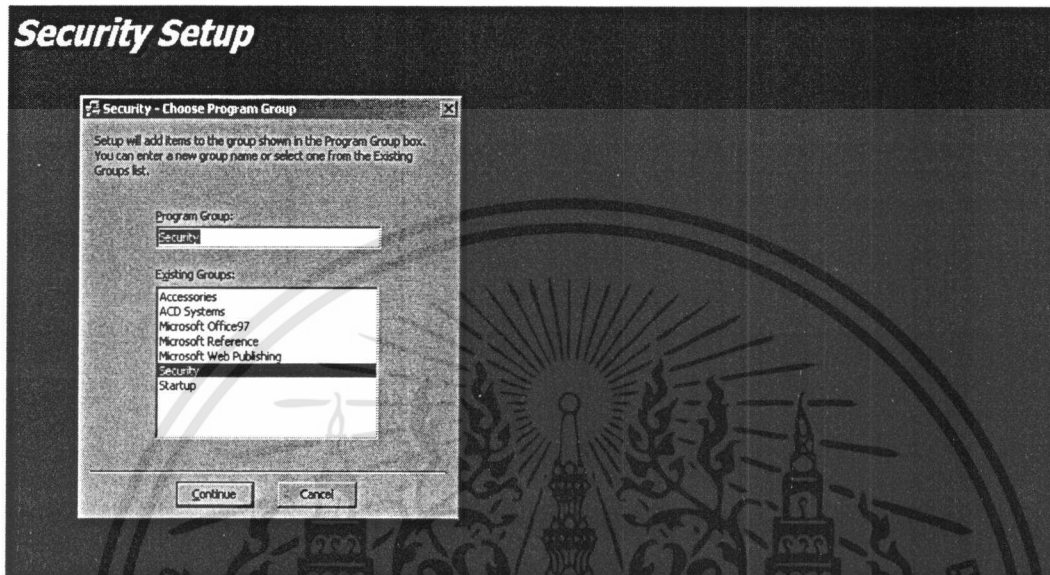 Security Setup
Security - Choose Program Group
Setup will add items to the group shown in the Program Group box.
You can enter a new group name or select one from the Existing
Groups list.
Program Group:
Security
Existing Groups:
Accessories
ACD Systems
Microsoft Office97
Microsoft Reference
Microsoft Web Publishing
Security
Startup
Continue
Cancel